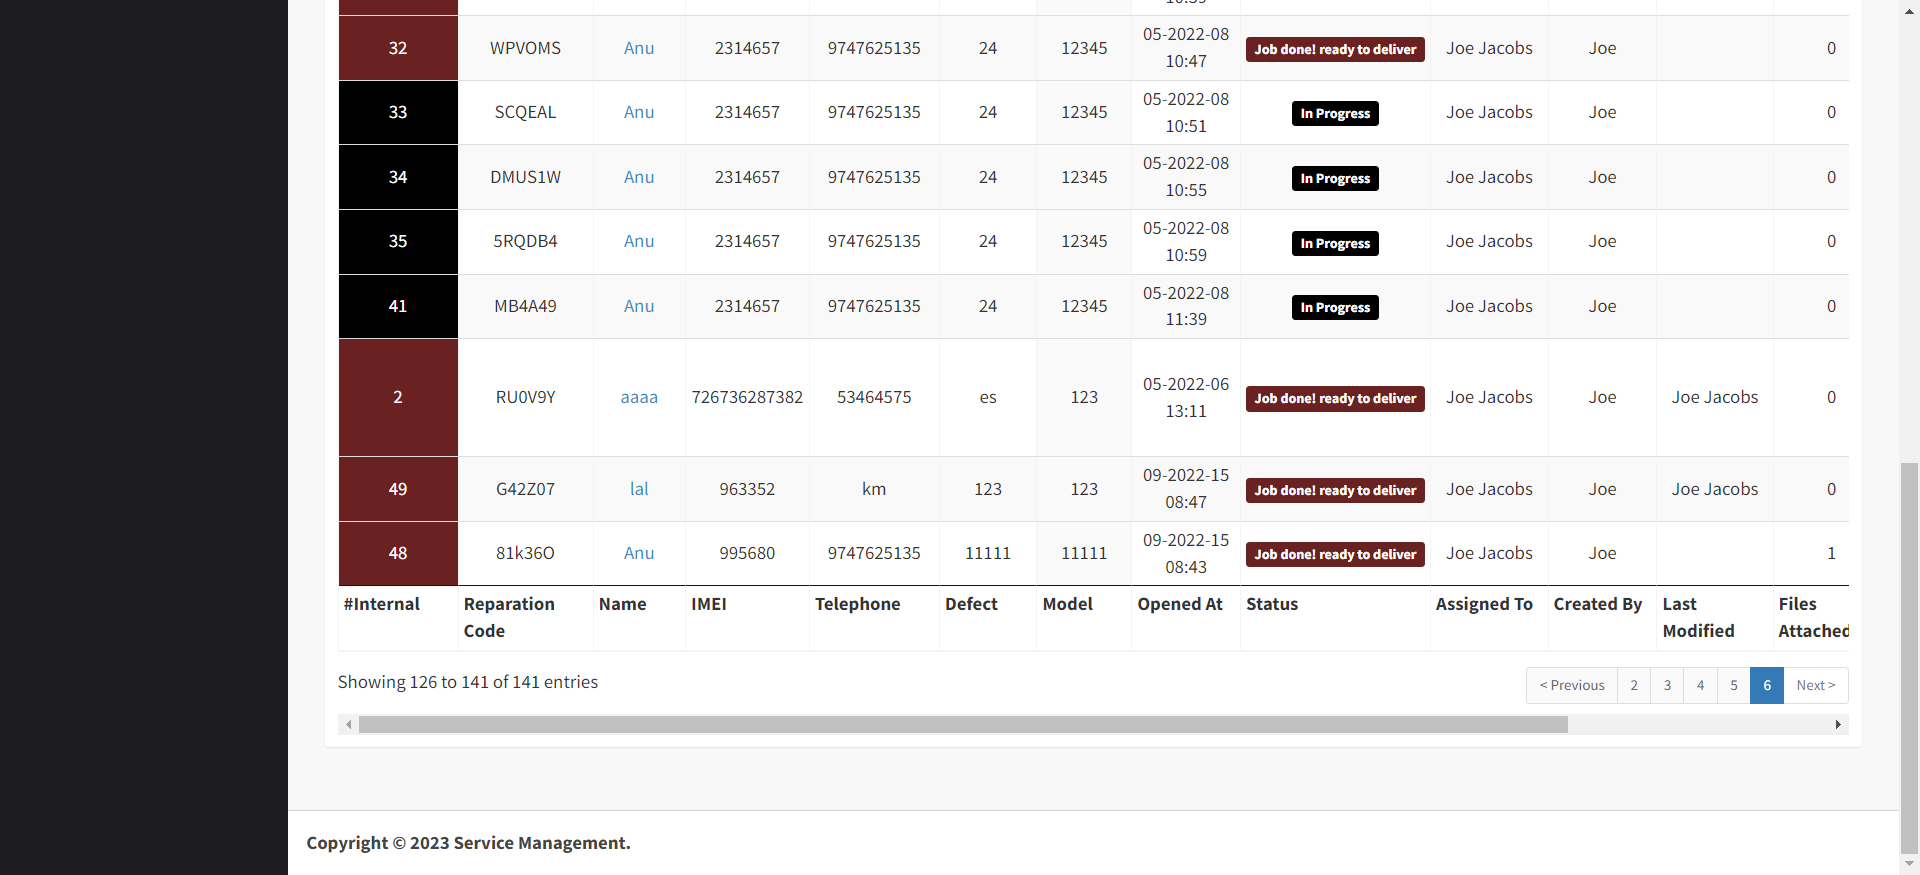 32 WPVOMS Anu 2314657 9747625135 24 12345 05-2022-08 10:47 Job done! ready to deliver Joe Jacobs Joe 0
33 SCQEAL Anu 2314657 9747625135 24 12345 05-2022-08 10:51 In Progress Joe Jacobs Joe 0
34 DMUS1W Anu 2314657 9747625135 24 12345 05-2022-08 10:55 In Progress Joe Jacobs Joe 0
35 5RQDB4 Anu 2314657 9747625135 24 12345 05-2022-08 10:59 In Progress Joe Jacobs Joe 0
41 MB4A49 Anu 2314657 9747625135 24 12345 05-2022-08 11:39 In Progress Joe Jacobs Joe 0
2 RU0V9Y aaaa 726736287382 53464575 es 123 05-2022-06 13:11 Job done! ready to deliver Joe Jacobs Joe Joe Jacobs 0
49 G42Z07 lal 963352 km 123 123 09-2022-15 08:47 Job done! ready to deliver Joe Jacobs Joe Joe Jacobs 0
48 81k36O Anu 995680 9747625135 11111 11111 09-2022-15 08:43 Job done! ready to deliver Joe Jacobs Joe 1
#Internal Reparation Code Name IMEI Telephone Defect Model Opened At Status Assigned To Created By Last Modified Files Attached
Showing 126 to 141 of 141 entries
< Previous 2 3 4 5 6 Next >
Copyright © 2023 Service Management.